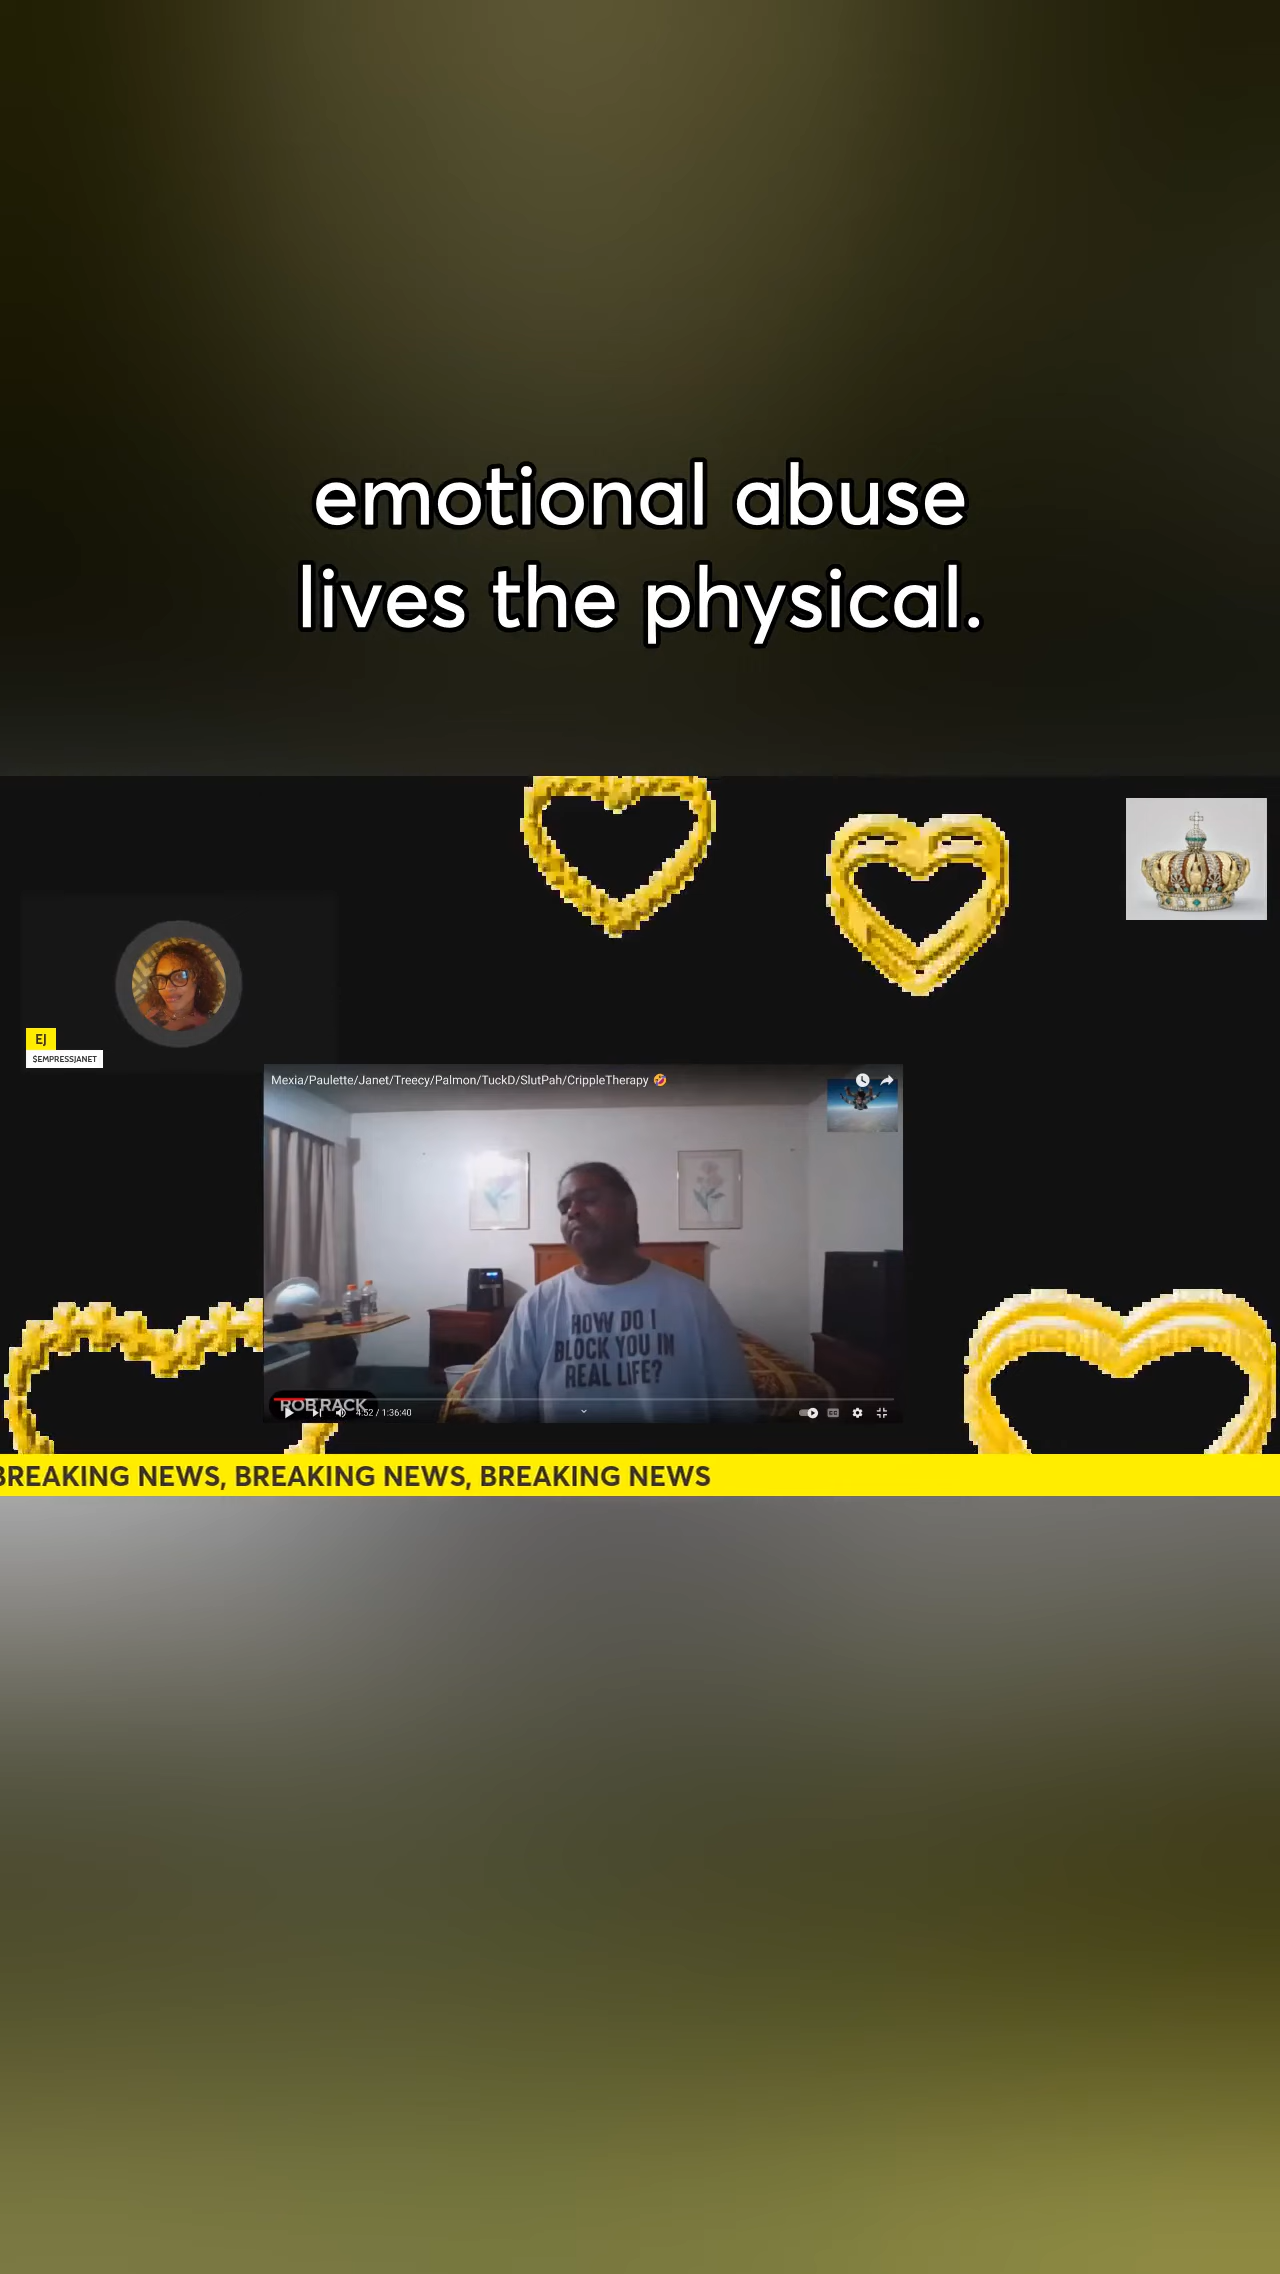 emotional abuse
lives the physical.
EJ
$EMPRESSJANET
Mexia/Paulette/Janet/Treecy/Palmon/TuckD/SlutPah/CrippleTherapy 🤣
HOW DO I
BLOCK YOU IN
REAL LIFE?
ROB RACK
4:52 / 1:36:40
CC
BREAKING NEWS, BREAKING NEWS, BREAKING NEWS